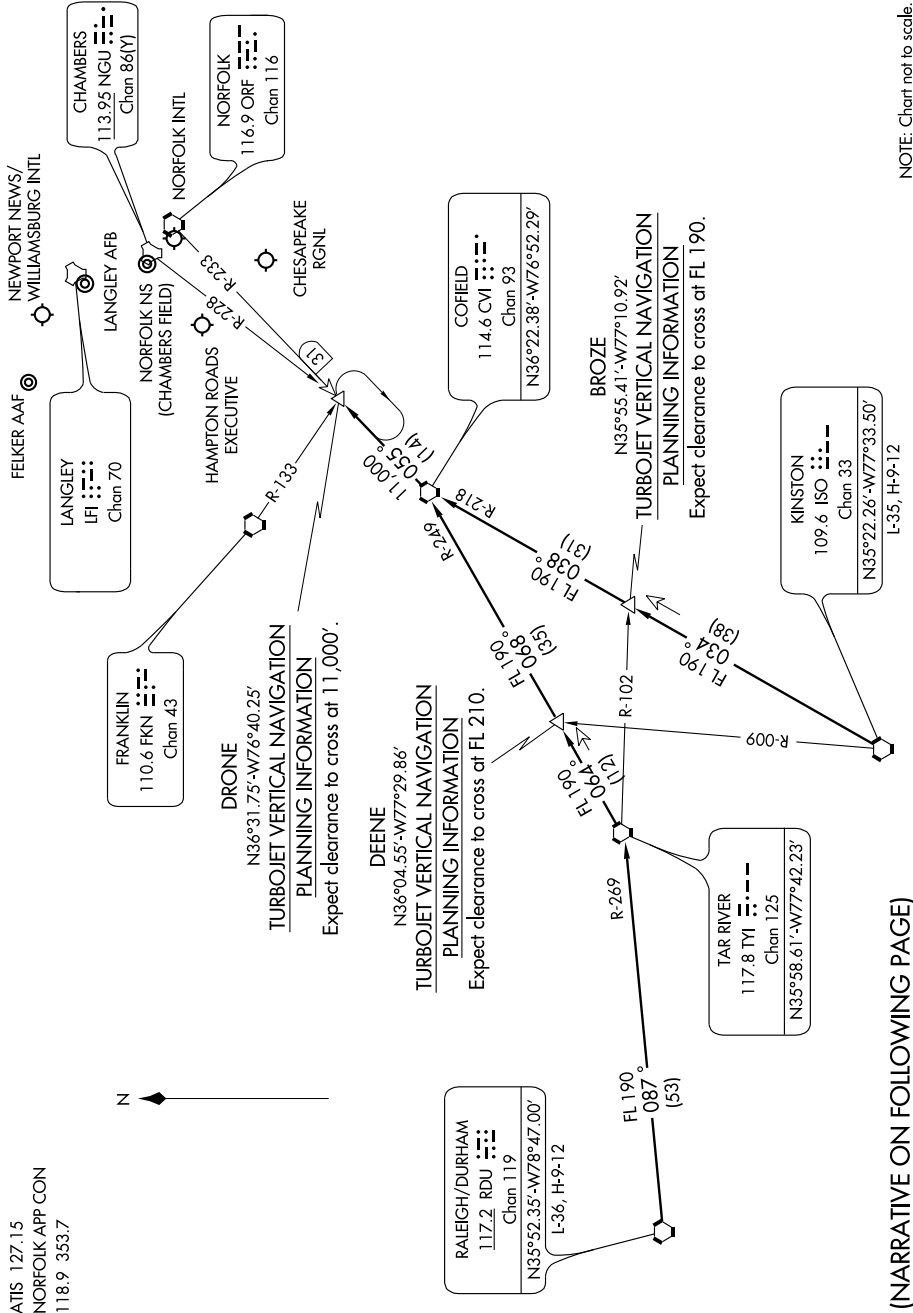 ATIS 127.15
NORFOLK APP CON
118.9 353.7
N
FELKER AAF
NEWPORT NEWS/
WILLIAMSBURG INTL
LANGLEY
LFI
Chan 70
LANGLEY AFB
CHAMBERS
113.95 NGU
Chan 86(Y)
NORFOLK NS
(CHAMBERS FIELD)
NORFOLK INTL
NORFOLK
116.9 ORF
Chan 116
HAMPTON ROADS
EXECUTIVE
CHESAPEAKE
RGNL
R-228
R-233
31
FRANKLIN
110.6 FKN
Chan 43
R-133
DRONE
N36°31.75'-W76°40.25'
TURBOJET VERTICAL NAVIGATION
PLANNING INFORMATION
Expect clearance to cross at 11,000'.
11,000
055°
(14)
COFIELD
114.6 CVI
Chan 93
N36°22.38'-W76°52.29'
R-249
R-218
DEENE
N36°04.55'-W77°29.86'
TURBOJET VERTICAL NAVIGATION
PLANNING INFORMATION
Expect clearance to cross at FL 210.
FL 190
068°
(35)
FL 190
038°
(31)
BROZE
N35°55.41'-W77°10.92'
TURBOJET VERTICAL NAVIGATION
PLANNING INFORMATION
Expect clearance to cross at FL 190.
FL 190
064°
(12)
R-102
R-009
FL 190
034°
(38)
RALEIGH/DURHAM
117.2 RDU
Chan 119
N35°52.35'-W78°47.00'
L-36, H-9-12
FL 190
087°
(53)
R-269
TAR RIVER
117.8 TYI
Chan 125
N35°58.61'-W77°42.23'
KINSTON
109.6 ISO
Chan 33
N35°22.26'-W77°33.50'
L-35, H-9-12
(NARRATIVE ON FOLLOWING PAGE)
NOTE: Chart not to scale.